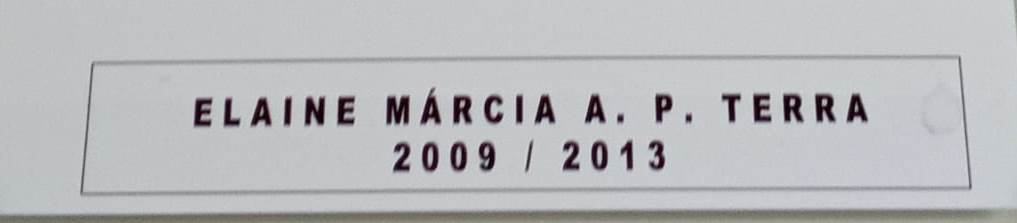 ELAINE MÁRCIA A. P. TERRA
2009 / 2013